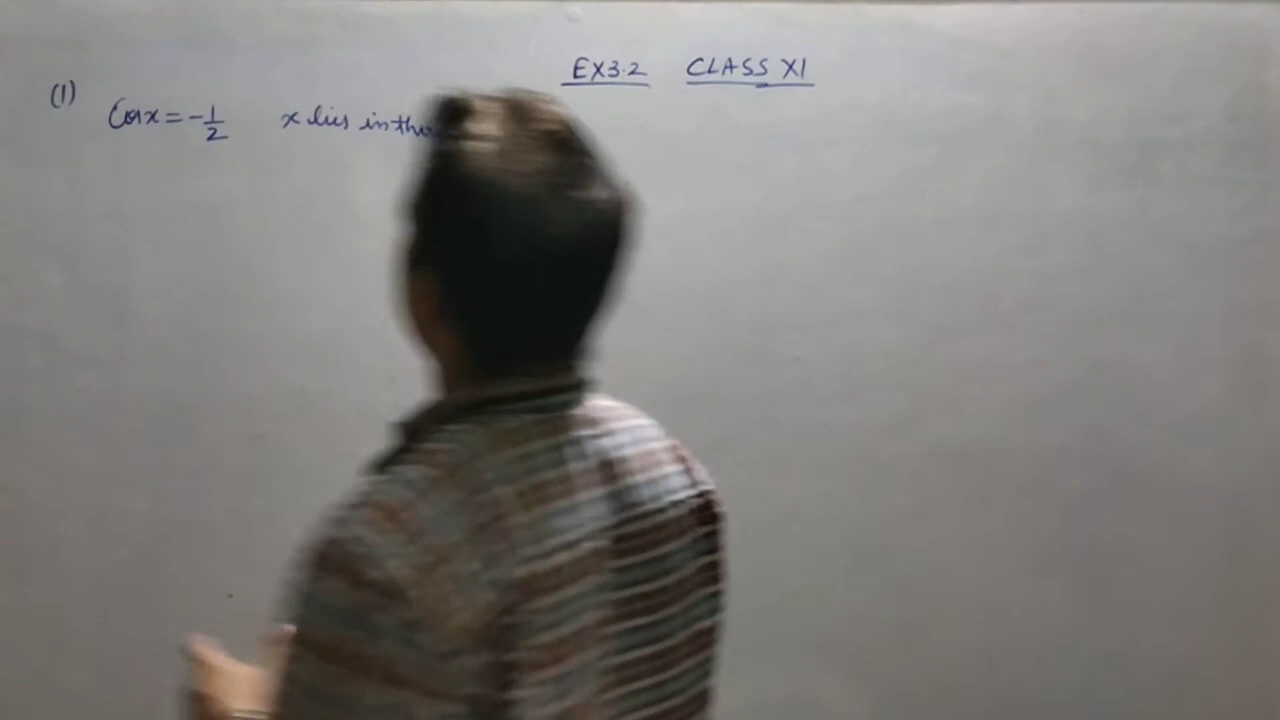 EX3.2 CLASS XI
(1)
Cosx = -1/2 x lies in